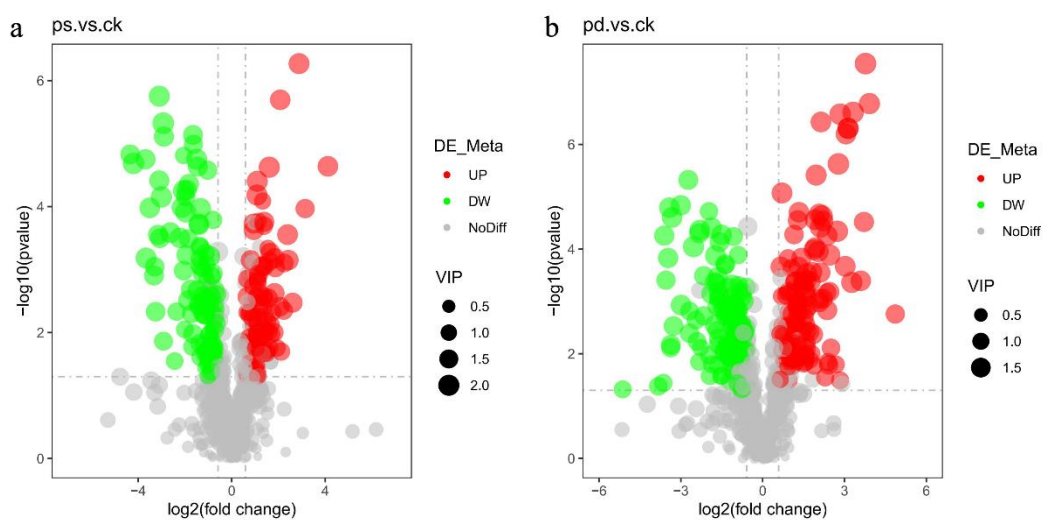 a
ps.vs.ck
6
4
2
0
−4
0
4
log2(fold change)
−log10(pvalue)
DE_Meta
UP
DW
NoDiff
VIP
0.5
1.0
1.5
2.0
b
pd.vs.ck
6
4
2
0
−6
−3
0
3
6
log2(fold change)
−log10(pvalue)
DE_Meta
UP
DW
NoDiff
VIP
0.5
1.0
1.5